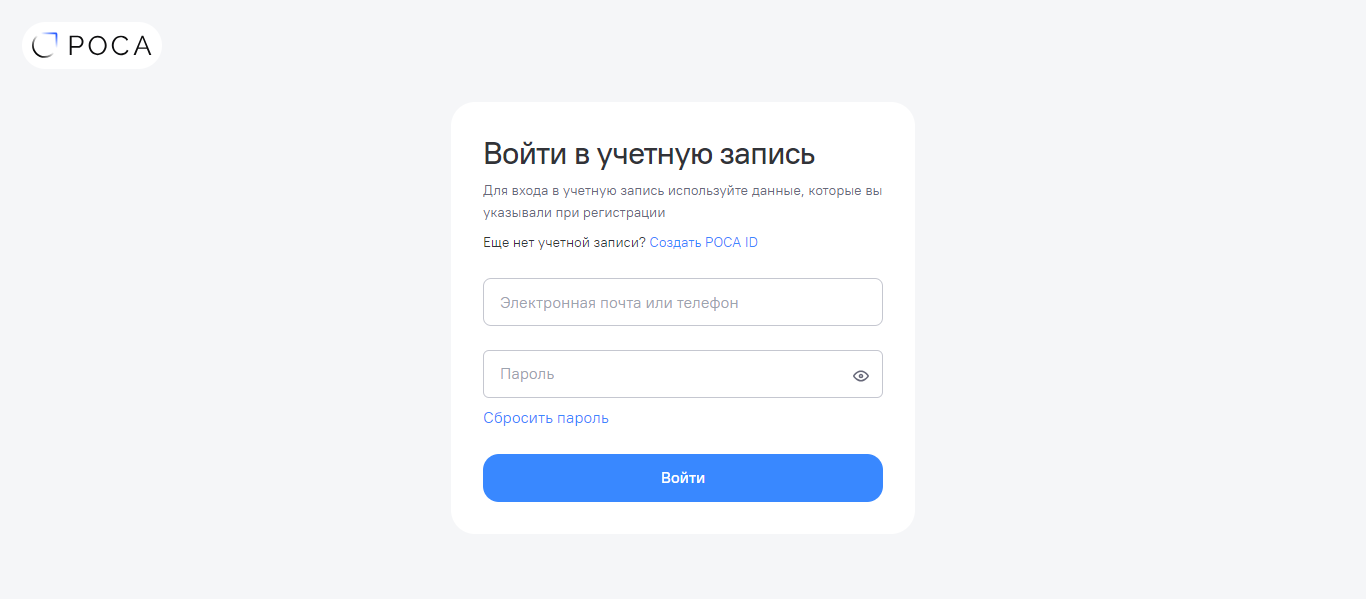 РОСА
Войти в учетную запись
Для входа в учетную запись используйте данные, которые вы
указывали при регистрации
Еще нет учетной записи? Создать РОСА ID
Электронная почта или телефон
Пароль
Сбросить пароль
Войти